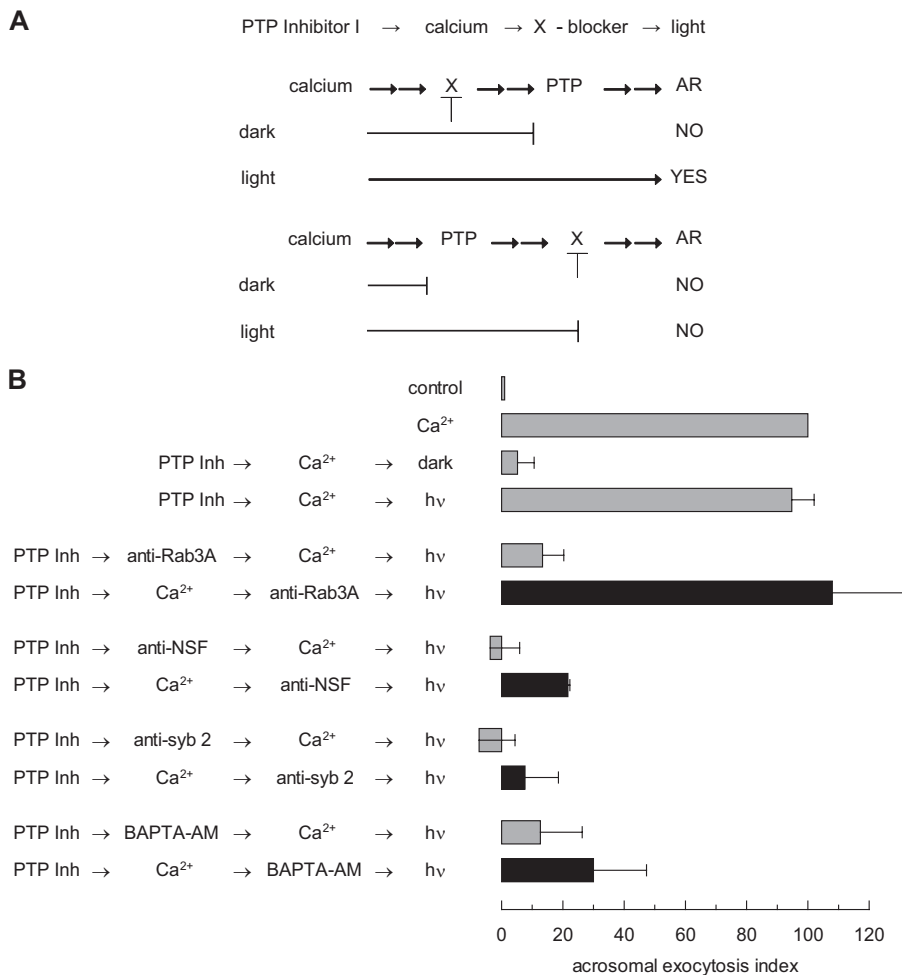 A
PTP Inhibitor I → calcium → X - blocker → light
calcium X PTP AR
dark NO
light YES
calcium PTP X AR
dark NO
light NO
B
control
Ca²⁺
PTP Inh → Ca²⁺ → dark
PTP Inh → Ca²⁺ → hν
PTP Inh → anti-Rab3A → Ca²⁺ → hν
PTP Inh → Ca²⁺ → anti-Rab3A → hν
PTP Inh → anti-NSF → Ca²⁺ → hν
PTP Inh → Ca²⁺ → anti-NSF → hν
PTP Inh → anti-syb 2 → Ca²⁺ → hν
PTP Inh → Ca²⁺ → anti-syb 2 → hν
PTP Inh → BAPTA-AM → Ca²⁺ → hν
PTP Inh → Ca²⁺ → BAPTA-AM → hν
0 20 40 60 80 100 120
acrosomal exocytosis index